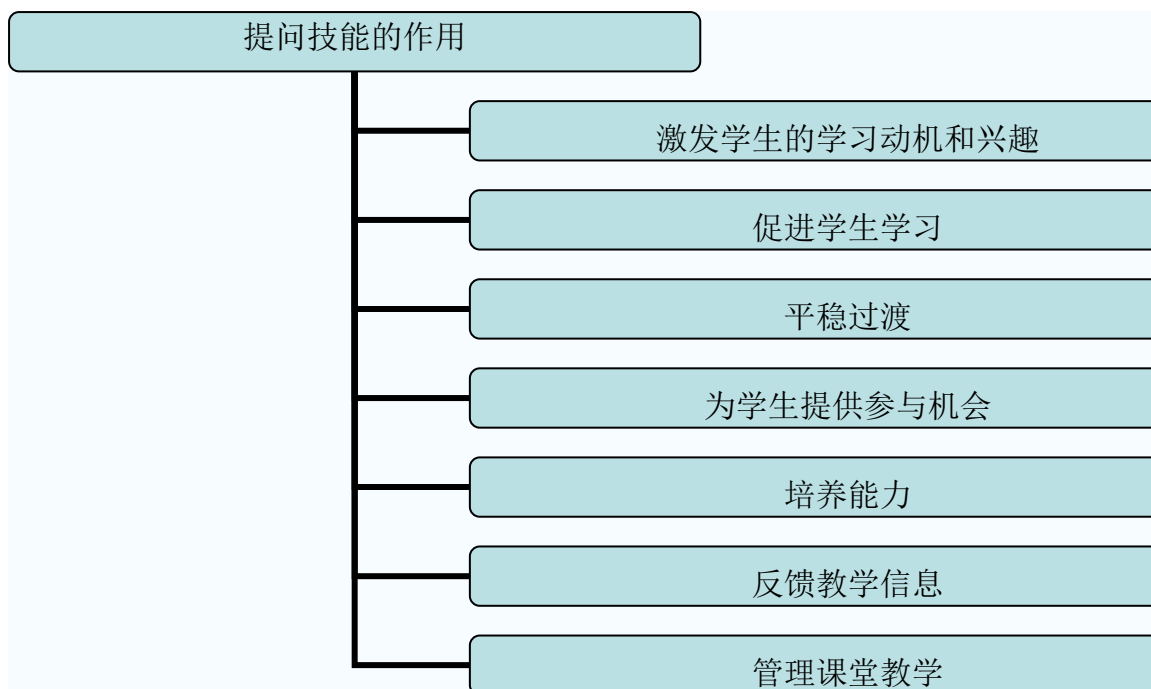 提问技能的作用
激发学生的学习动机和兴趣
促进学生学习
平稳过渡
为学生提供参与机会
培养能力
反馈教学信息
管理课堂教学